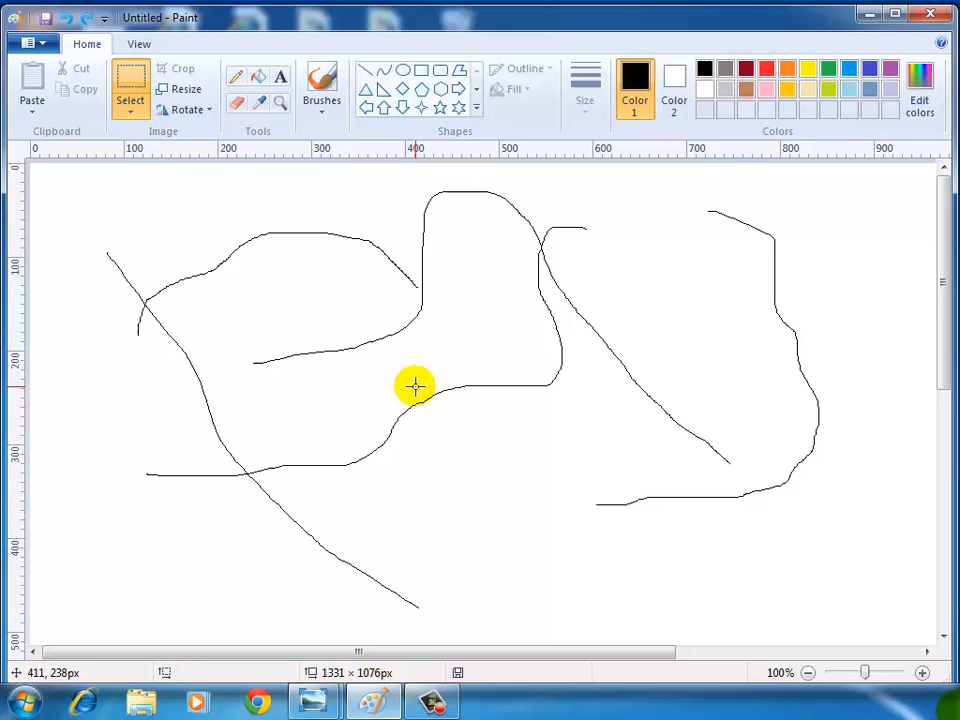 Untitled - Paint
Home View
Paste Cut Copy Select Crop Resize Rotate A Brushes Outline Fill Size Color 1 Color 2 Edit colors
Clipboard Image Tools Shapes Colors
0 100 200 300 400 500 600 700 800 900
0
100
200
300
400
500
411, 238px 1331 × 1076px 100%